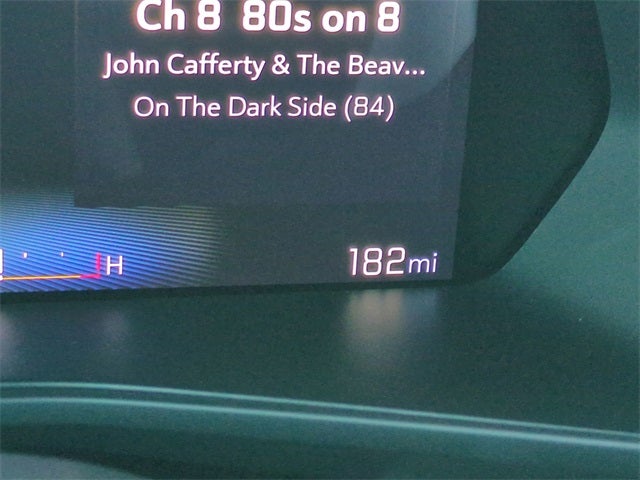 Ch 8 80s on 8
John Cafferty & The Beav...
On The Dark Side (84)
H
182mi